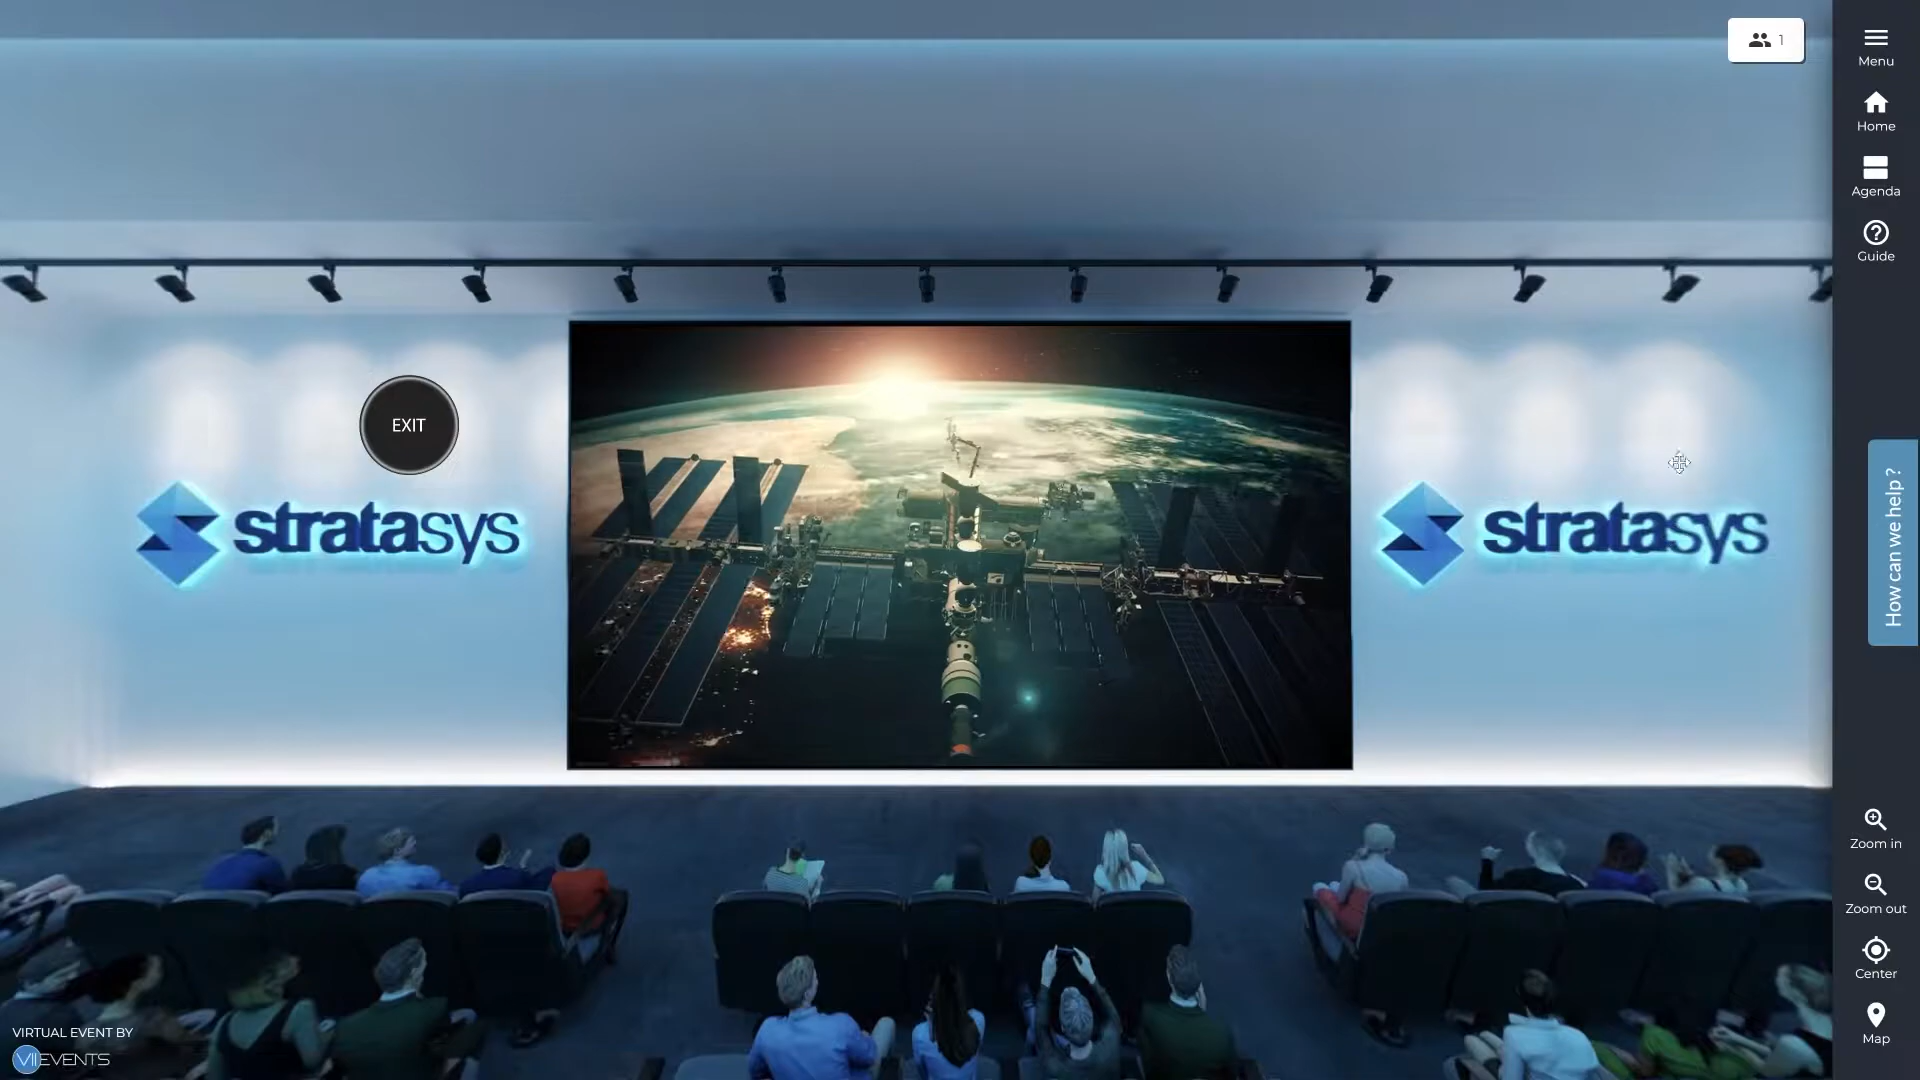 1
Menu
Home
Agenda
Guide
EXIT
stratasys
stratasys
How can we help ?
Zoom in
Zoom out
Center
Map
VIRTUAL EVENT BY
VIIEVENTS